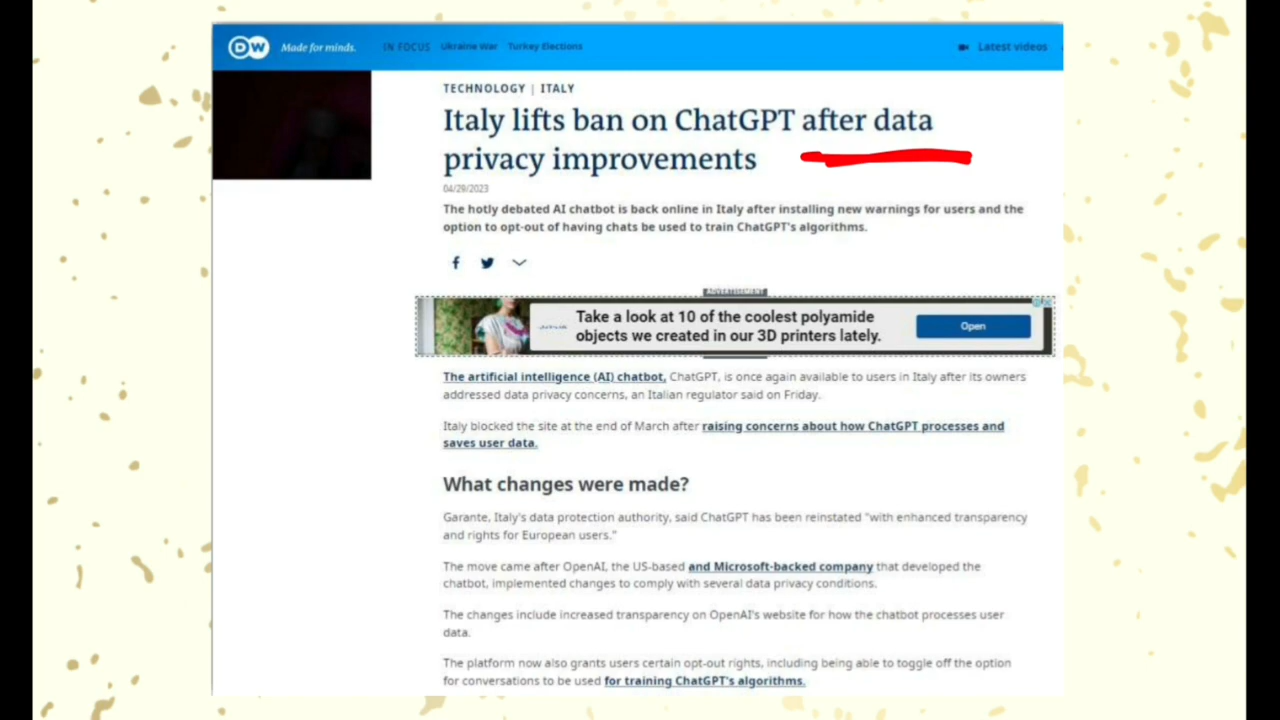 DW Made for minds. IN FOCUS Ukraine War Turkey Elections Latest videos
TECHNOLOGY | ITALY
Italy lifts ban on ChatGPT after data
privacy improvements
04/29/2023
The hotly debated AI chatbot is back online in Italy after installing new warnings for users and the
option to opt-out of having chats be used to train ChatGPT's algorithms.
ADVERTISEMENT
Take a look at 10 of the coolest polyamide
objects we created in our 3D printers lately.
Open
The artificial intelligence (AI) chatbot, ChatGPT, is once again available to users in Italy after its owners
addressed data privacy concerns, an Italian regulator said on Friday.
Italy blocked the site at the end of March after raising concerns about how ChatGPT processes and
saves user data.
What changes were made?
Garante, Italy's data protection authority, said ChatGPT has been reinstated "with enhanced transparency
and rights for European users."
The move came after OpenAI, the US-based and Microsoft-backed company that developed the
chatbot, implemented changes to comply with several data privacy conditions.
The changes include increased transparency on OpenAI's website for how the chatbot processes user
data.
The platform now also grants users certain opt-out rights, including being able to toggle off the option
for conversations to be used for training ChatGPT's algorithms.